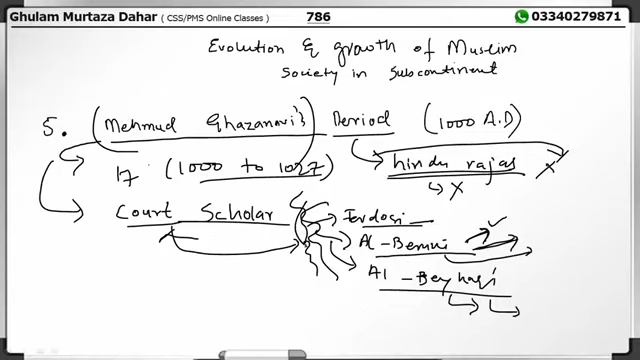 Ghulam Murtaza Dahar ( CSS/PMS Online Classes ) 786 03340279871
Evolution & growth of Muslim
Society in Subcontinent
5. (Mehmud Ghazanavi's) Period (1000 A.D)
17 (1000 to 1027) hindu rajas X
X
Court Scholar Ferdosi
Al-Beruni
Al-Beyhaqi